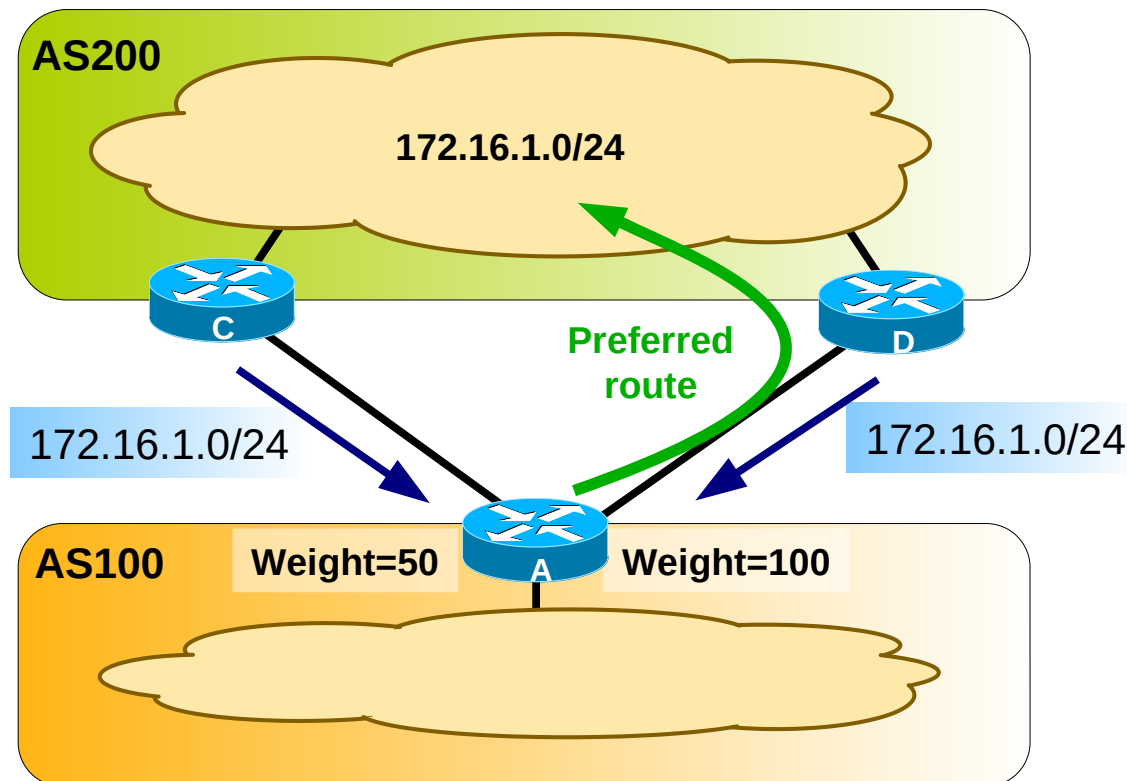 AS200
172.16.1.0/24
C
D
Preferred
route
172.16.1.0/24
172.16.1.0/24
AS100
Weight=50
A
Weight=100